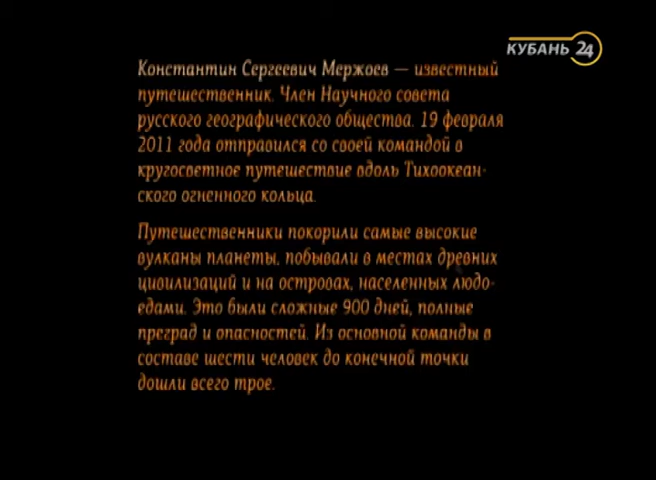 КУБАНЬ 24
Константин Сергеевич Мержоев — известный
путешественник. Член Научного совета
русского географического общества. 19 февраля
2011 года отправился со своей командой в
кругосветное путешествие вдоль Тихоокеан-
ского огненного кольца.
Путешественники покорили самые высокие
вулканы планеты, побывали в местах древних
цивилизаций и на островах, населенных людо-
едами. Это были сложные 900 дней, полные
преград и опасностей. Из основной команды в
составе шести человек до конечной точки
дошли всего трое.